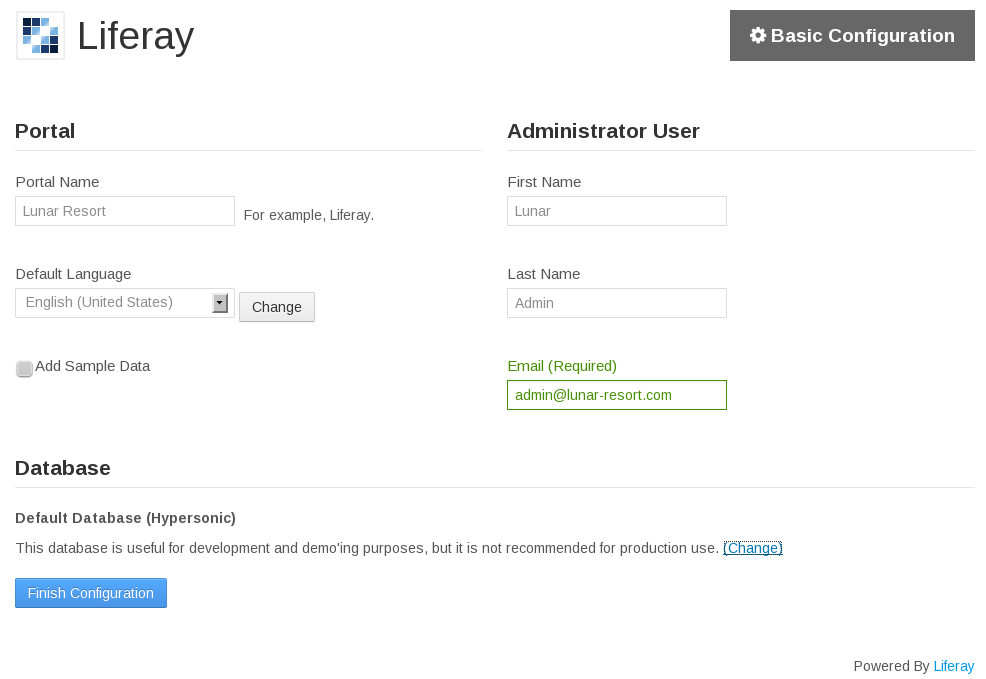 Liferay
Basic Configuration
Portal
Portal Name
Lunar Resort
For example, Liferay.
Default Language
English (United States)
Change
Add Sample Data
Administrator User
First Name
Lunar
Last Name
Admin
Email (Required)
admin@lunar-resort.com
Database
Default Database (Hypersonic)
This database is useful for development and demo'ing purposes, but it is not recommended for production use. (Change)
Finish Configuration
Powered By Liferay